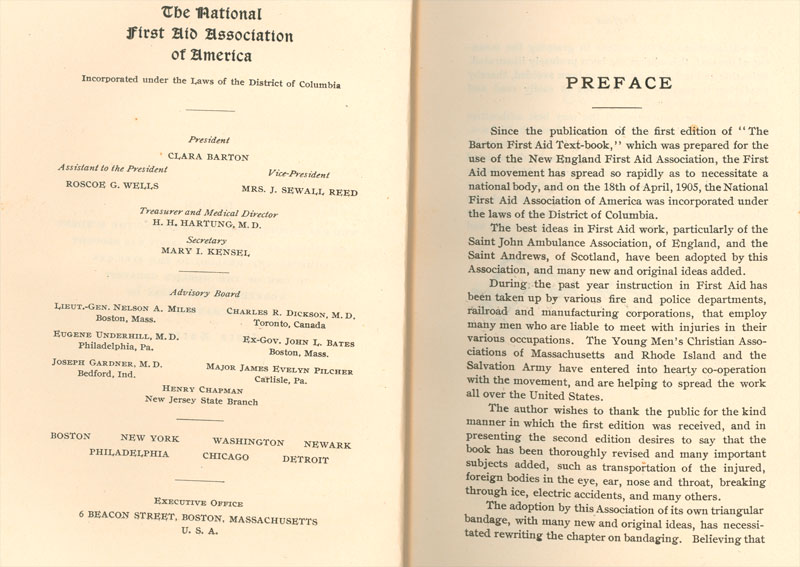 The National
First Aid Association
of America
Incorporated under the Laws of the District of Columbia
President
CLARA BARTON
Assistant to the President
ROSCOE G. WELLS
Vice-President
MRS. J. SEWALL REED
Treasurer and Medical Director
H. H. HARTUNG, M.D.
Secretary
MARY I. KENSEL
Advisory Board
LIEUT.-GEN. NELSON A. MILES
Boston, Mass.
CHARLES R. DICKSON, M.D.
Toronto, Canada
EUGENE UNDERHILL, M.D.
Philadelphia, Pa.
EX-GOV. JOHN L. BATES
Boston, Mass.
JOSEPH GARDNER, M.D.
Bedford, Ind.
MAJOR JAMES EVELYN PILCHER
Carlisle, Pa.
HENRY CHAPMAN
New Jersey State Branch
BOSTON NEW YORK WASHINGTON NEWARK
PHILADELPHIA CHICAGO DETROIT
EXECUTIVE OFFICE
6 BEACON STREET, BOSTON, MASSACHUSETTS
U. S. A.
PREFACE
Since the publication of the first edition of "The
Barton First Aid Text-book," which was prepared for the
use of the New England First Aid Association, the First
Aid movement has spread so rapidly as to necessitate a
national body, and on the 18th of April, 1905, the National
First Aid Association of America was incorporated under
the laws of the District of Columbia.
The best ideas in First Aid work, particularly of the
Saint John Ambulance Association, of England, and the
Saint Andrews, of Scotland, have been adopted by this
Association, and many new and original ideas added.
During the past year instruction in First Aid has
been taken up by various fire and police departments,
railroad and manufacturing corporations, that employ
many men who are liable to meet with injuries in their
various occupations. The Young Men's Christian Asso-
ciations of Massachusetts and Rhode Island and the
Salvation Army have entered into hearty co-operation
with the movement, and are helping to spread the work
all over the United States.
The author wishes to thank the public for the kind
manner in which the first edition was received, and in
presenting the second edition desires to say that the
book has been thoroughly revised and many important
subjects added, such as transportation of the injured,
foreign bodies in the eye, ear, nose and throat, breaking
through ice, electric accidents, and many others.
The adoption by this Association of its own triangular
bandage, with many new and original ideas, has necessi-
tated rewriting the chapter on bandaging. Believing that